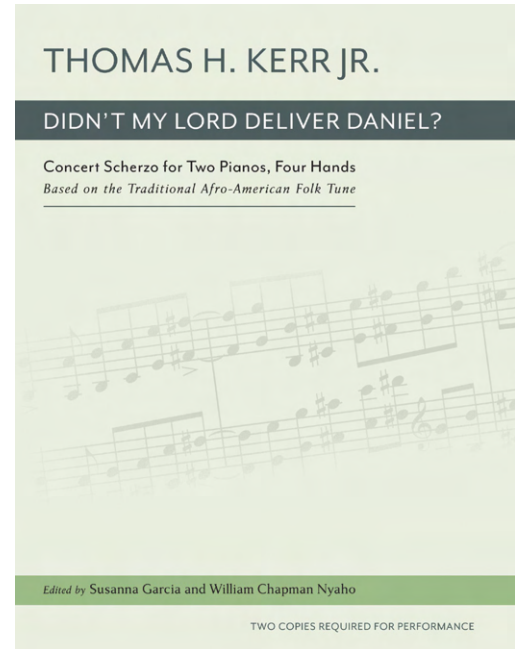 THOMAS H. KERR JR.
DIDN'T MY LORD DELIVER DANIEL?
Concert Scherzo for Two Pianos, Four Hands
Based on the Traditional Afro-American Folk Tune
Edited by Susanna Garcia and William Chapman Nyaho
TWO COPIES REQUIRED FOR PERFORMANCE